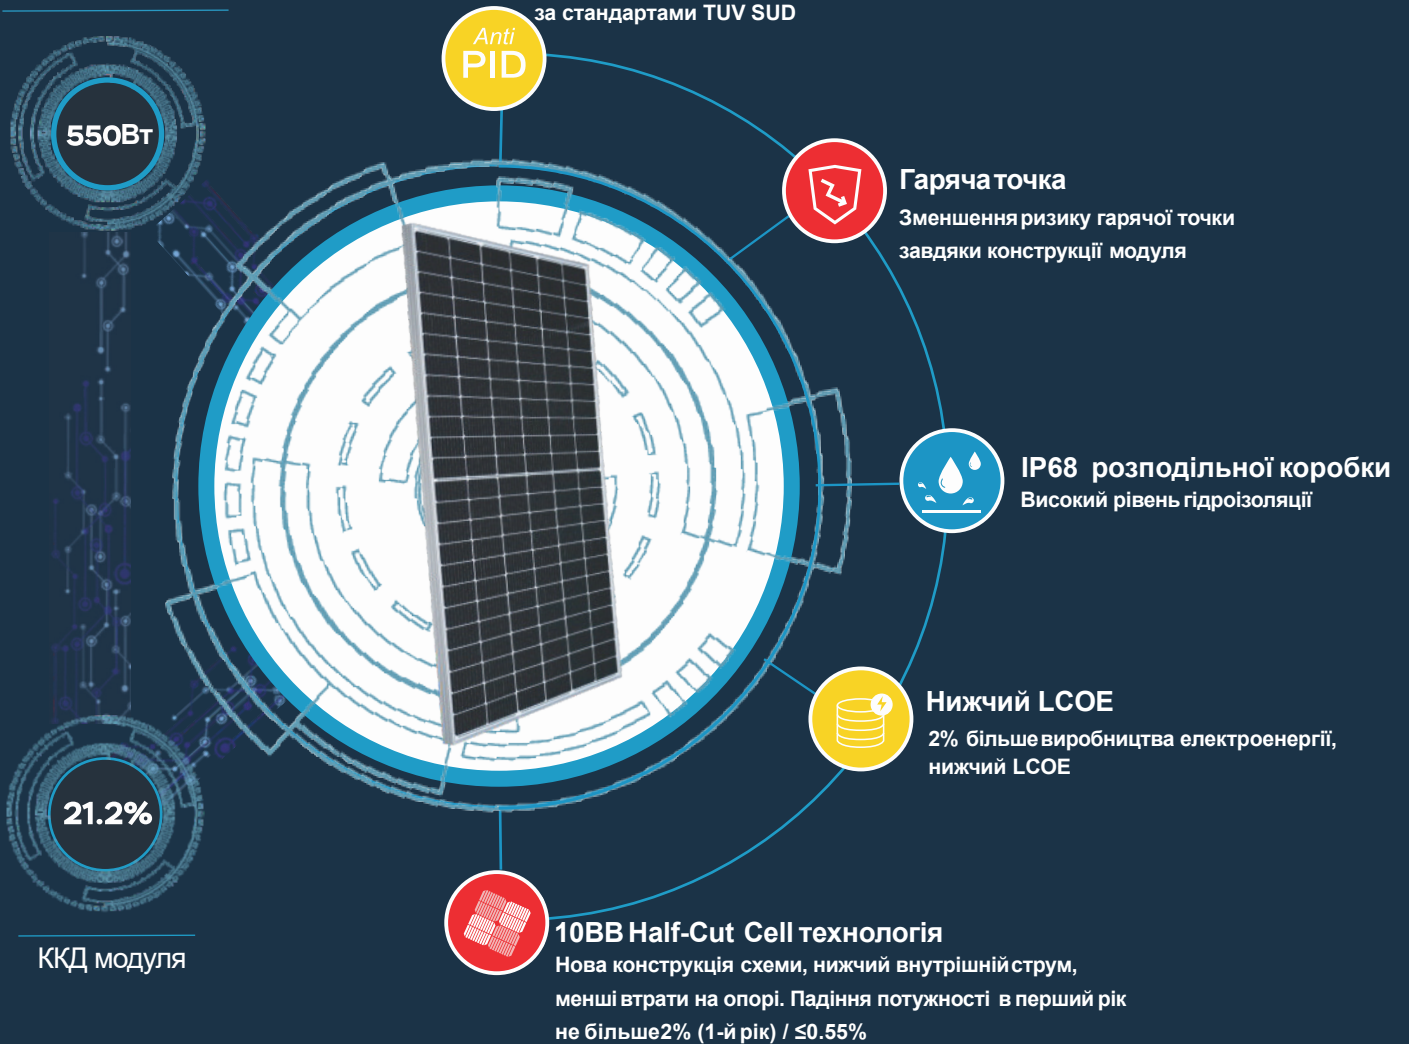 за стандартами TUV SUD
Anti
PID
550Вт
Гаряча точка
Зменшення ризику гарячої точки
завдяки конструкції модуля
IP68 розподільної коробки
Високий рівень гідроізоляції
Нижчий LCOE
2% більше виробництва електроенергії,
нижчий LCOE
21.2%
ККД модуля
10BB Half-Cut Cell технологія
Нова конструкція схеми, нижчий внутрішній струм,
менші втрати на опорі. Падіння потужності в перший рік
не більше 2% (1-й рік) / ≤0.55%